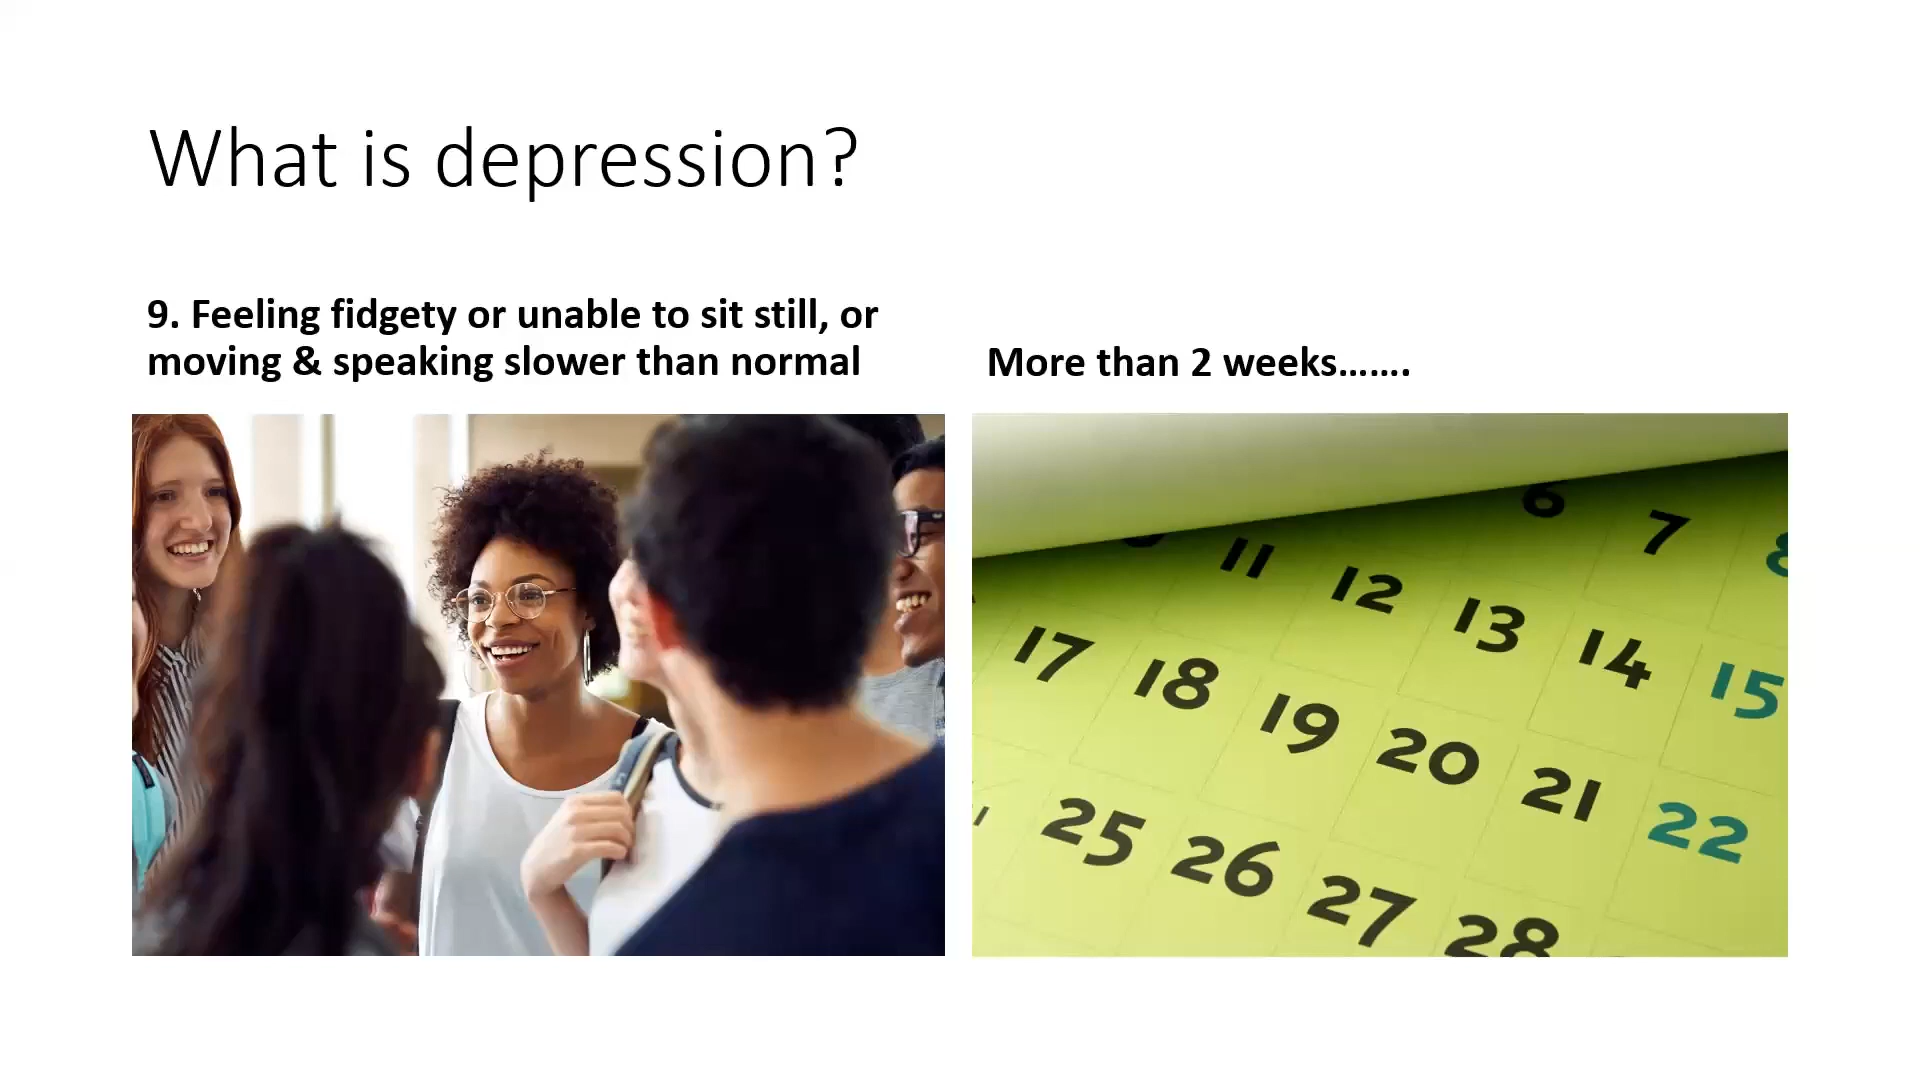 What is depression?
9. Feeling fidgety or unable to sit still, or
moving & speaking slower than normal
More than 2 weeks.......
6 7 8
11 12 13 14 15
17 18 19 20 21 22
25 26 27 28